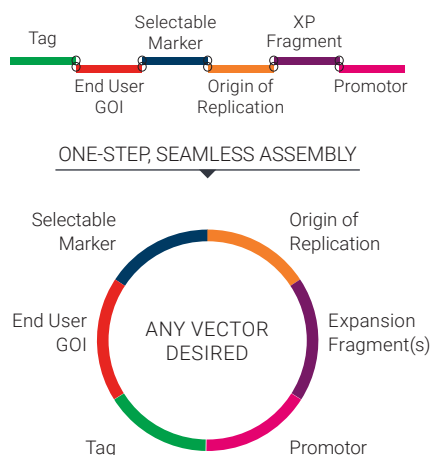 Tag
End User
GOI
Selectable
Marker
Origin of
Replication
XP
Fragment
Promotor
ONE-STEP, SEAMLESS ASSEMBLY
Selectable
Marker
Origin of
Replication
End User
GOI
ANY VECTOR
DESIRED
Expansion
Fragment(s)
Tag
Promotor